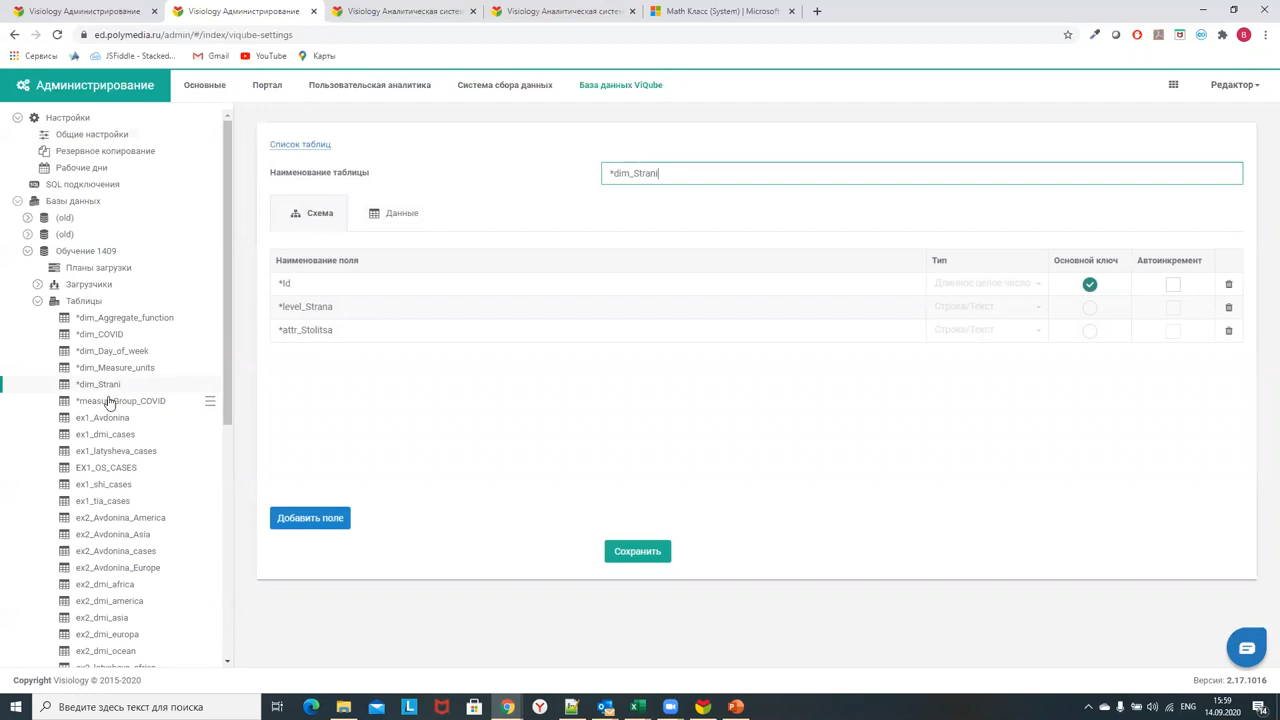 Visiology Администрирование
Visiology Администрирование
Visiology Аналитическая систем
Visiology Аналитическая систем
Math Класс (System) | Microsoft
ed.polymedia.ru/admin/#/index/viqube-settings
B
Сервисы
JSFiddle - Stacked...
Gmail
YouTube
Карты
Администрирование
Основные
Портал
Пользовательская аналитика
Система сбора данных
База данных ViQube
Редактор
Настройки
Общие настройки
Резервное копирование
Рабочие дни
SQL подключения
Базы данных
(old)
(old)
Обучение 1409
Планы загрузки
Загрузчики
Таблицы
*dim_Aggregate_function
*dim_COVID
*dim_Day_of_week
*dim_Measure_units
*dim_Strani
*measureGroup_COVID
ex1_Avdonina
ex1_dmi_cases
ex1_latysheva_cases
EX1_OS_CASES
ex1_shi_cases
ex1_tia_cases
ex2_Avdonina_America
ex2_Avdonina_Asia
ex2_Avdonina_cases
ex2_Avdonina_Europe
ex2_dmi_africa
ex2_dmi_america
ex2_dmi_asia
ex2_dmi_europa
ex2_dmi_ocean
ex2_latysheva_africa
Список таблиц
Наименование таблицы
*dim_Strani
Схема
Данные
Наименование поля Тип Основной ключ Автоинкремент
*Id Длинное целое число
*level_Strana Строка/Текст
*attr_Stolitsa Строка/Текст
Добавить поле
Сохранить
Copyright Visiology © 2015-2020
Версия: 2.17.1016
Введите здесь текст для поиска
L
ENG
15:59
14.09.2020
14